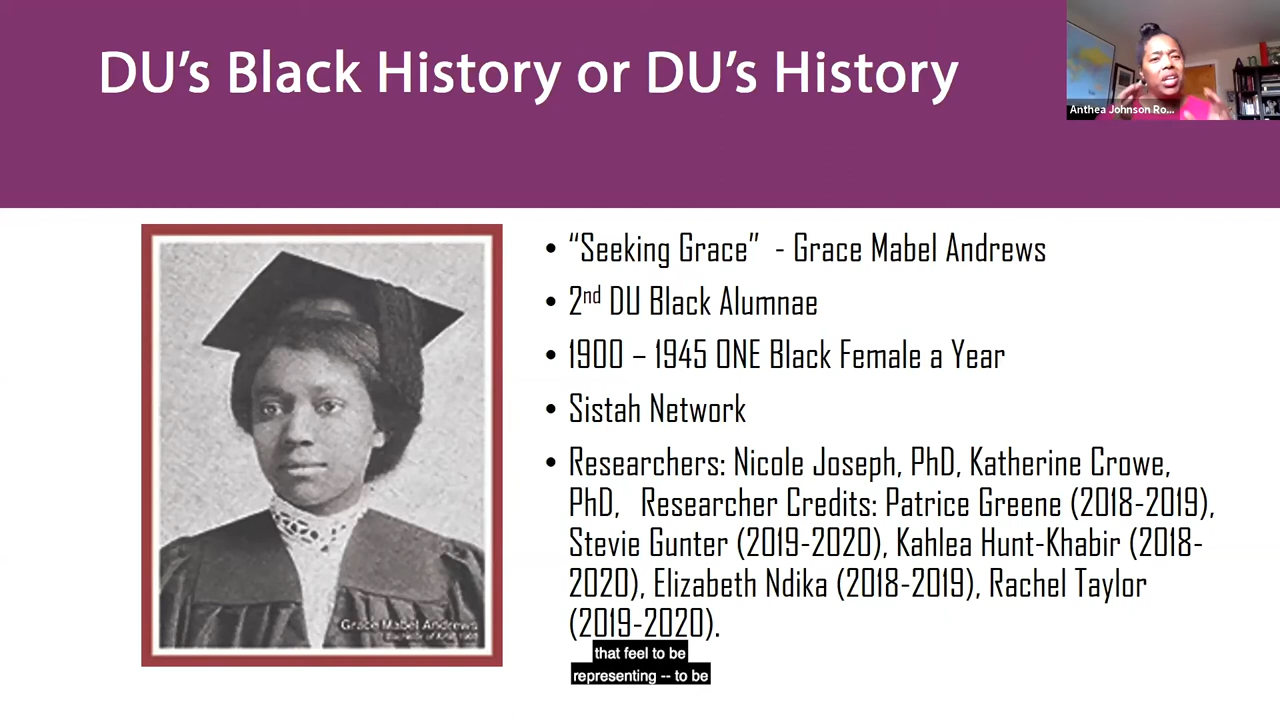 DU's Black History or DU's History
Anthea Johnson Ro...
• "Seeking Grace" - Grace Mabel Andrews
• 2nd DU Black Alumnae
• 1900 – 1945 ONE Black Female a Year
• Sistah Network
• Researchers: Nicole Joseph, PhD, Katherine Crowe,
PhD, Researcher Credits: Patrice Greene (2018-2019),
Stevie Gunter (2019-2020), Kahlea Hunt-Khabir (2018-
2020), Elizabeth Ndika (2018-2019), Rachel Taylor
(2019-2020).
Grace Mabel Andrews
that feel to be
representing -- to be